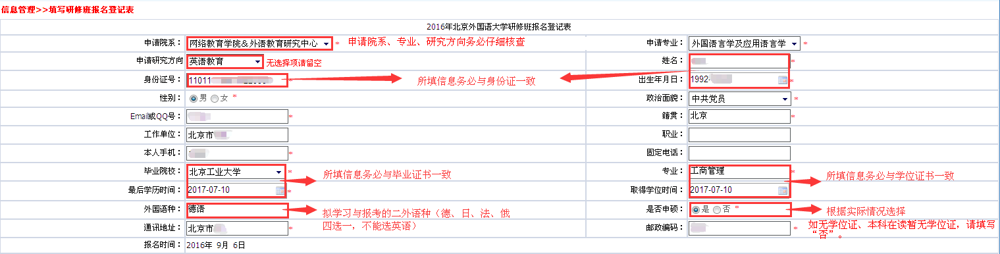 信息管理>>填写研修班报名登记表
2016年北京外国语大学研修班报名登记表
申请院系： 网络教育学院&外语教育研究中心 * 申请院系、专业、研究方向务必仔细核查 申请专业： 外国语言学及应用语言学 *
申请研究方向 英语教育 无选择项请留空 姓名： *
身份证号： 11011 * 所填信息务必与身份证一致 出生年月日： 1992- *
性别： 男 女 * 政治面貌： 中共党员 *
Email或QQ号： * 籍贯： 北京 *
工作单位： 北京市 职业：
本人手机： * 固定电话：
毕业院校： 北京工业大学 * 所填信息务必与毕业证书一致 专业： 工商管理 所填信息务必与学位证书一致
最后学历时间： 2017-07-10 * 取得学位时间： 2017-07-10
外国语种： 德语 拟学习与报考的二外语种（德、日、法、俄 是否申硕： 是 否 * 根据实际情况选择
四选一，不能选英语）
通讯地址： 北京市 * 邮政编码： * 如无学位证、本科在读暂无学位证，请填写
“否”。
报名时间： 2016年 9月 6日